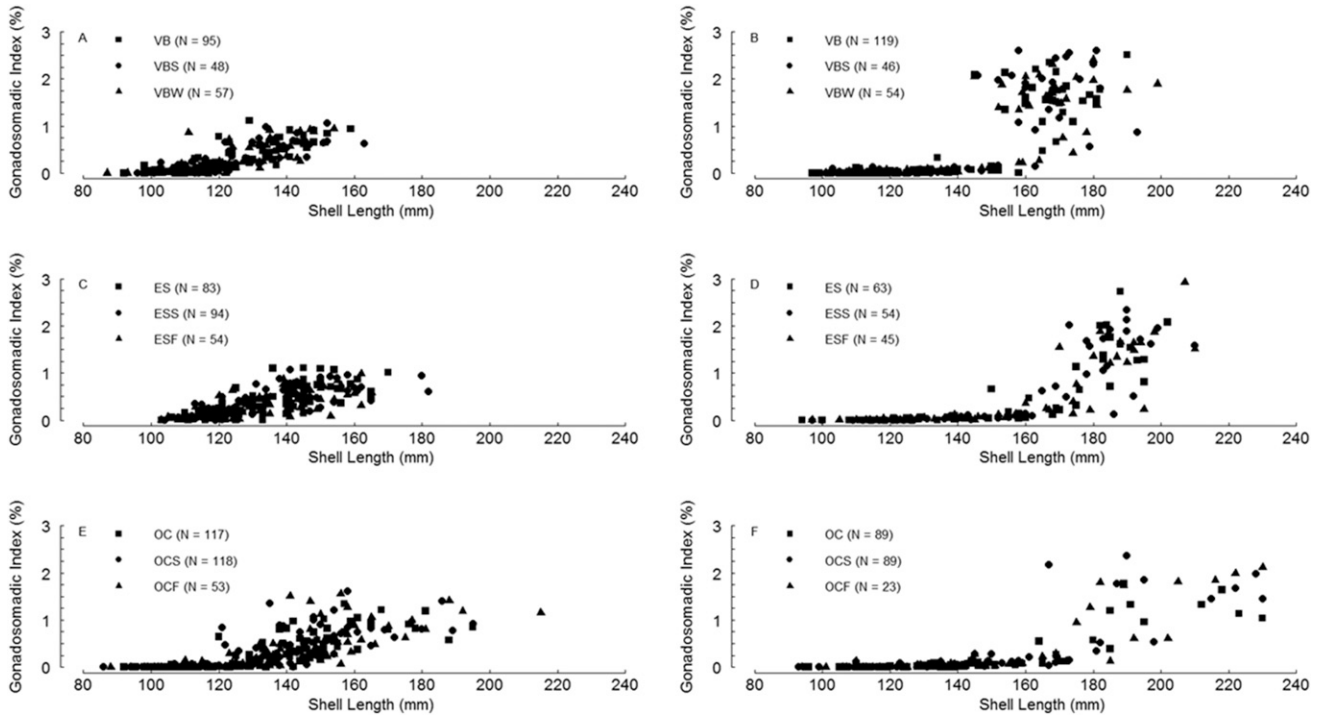 Gonadosomadic Index (%)
3
2
1
0
A
VB (N = 95)
VBS (N = 48)
VBW (N = 57)
80 100 120 140 160 180 200 220 240
Shell Length (mm)
Gonadosomadic Index (%)
3
2
1
0
B
VB (N = 119)
VBS (N = 46)
VBW (N = 54)
80 100 120 140 160 180 200 220 240
Shell Length (mm)
Gonadosomadic Index (%)
3
2
1
0
C
ES (N = 83)
ESS (N = 94)
ESF (N = 54)
80 100 120 140 160 180 200 220 240
Shell Length (mm)
Gonadosomadic Index (%)
3
2
1
0
D
ES (N = 63)
ESS (N = 54)
ESF (N = 45)
80 100 120 140 160 180 200 220 240
Shell Length (mm)
Gonadosomadic Index (%)
3
2
1
0
E
OC (N = 117)
OCS (N = 118)
OCF (N = 53)
80 100 120 140 160 180 200 220 240
Shell Length (mm)
Gonadosomadic Index (%)
3
2
1
0
F
OC (N = 89)
OCS (N = 89)
OCF (N = 23)
80 100 120 140 160 180 200 220 240
Shell Length (mm)